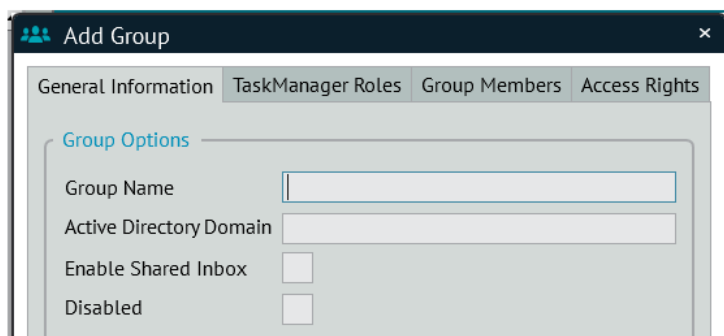 Add Group
General Information TaskManager Roles Group Members Access Rights
Group Options
Group Name
Active Directory Domain
Enable Shared Inbox
Disabled